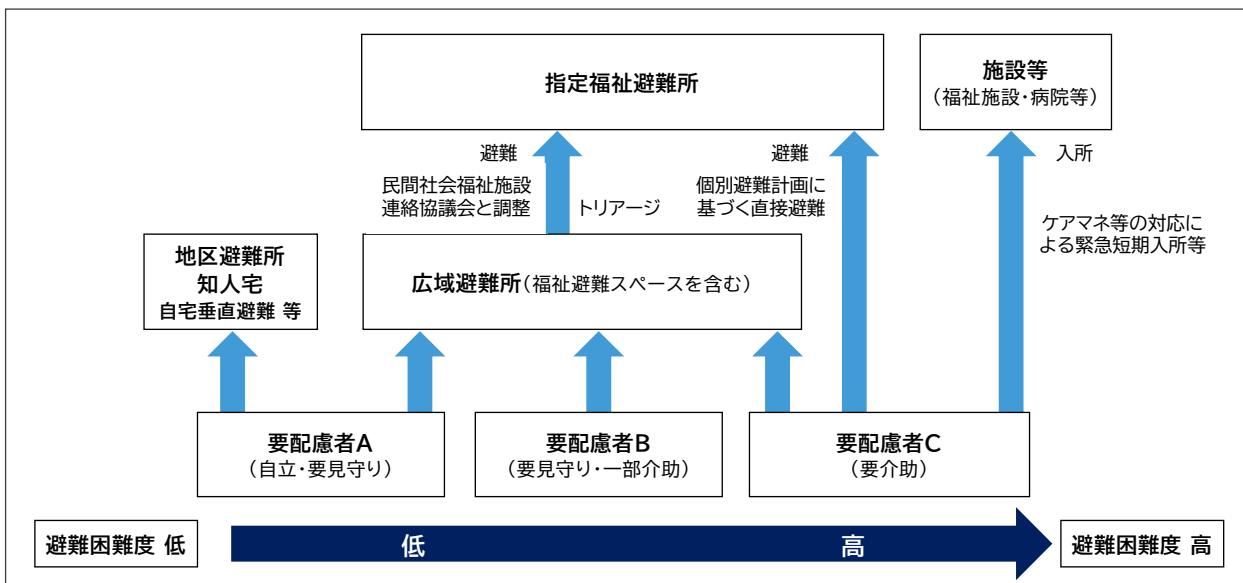 指定福祉避難所
施設等
（福祉施設・病院等）
避難
民間社会福祉施設
連絡協議会と調整
トリアージ
避難
個別避難計画に
基づく直接避難
入所
ケアマネ等の対応に
よる緊急短期入所等
地区避難所
知人宅
自宅垂直避難 等
広域避難所（福祉避難スペースを含む）
要配慮者A
（自立・要見守り）
要配慮者B
（要見守り・一部介助）
要配慮者C
（要介助）
避難困難度 低
低
高
避難困難度 高